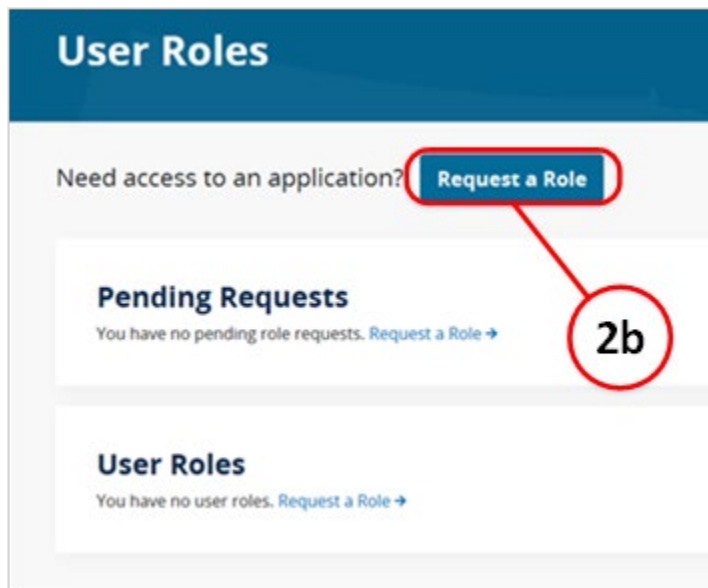 User Roles
Need access to an application? Request a Role
Pending Requests
You have no pending role requests. Request a Role →
2b
User Roles
You have no user roles. Request a Role →